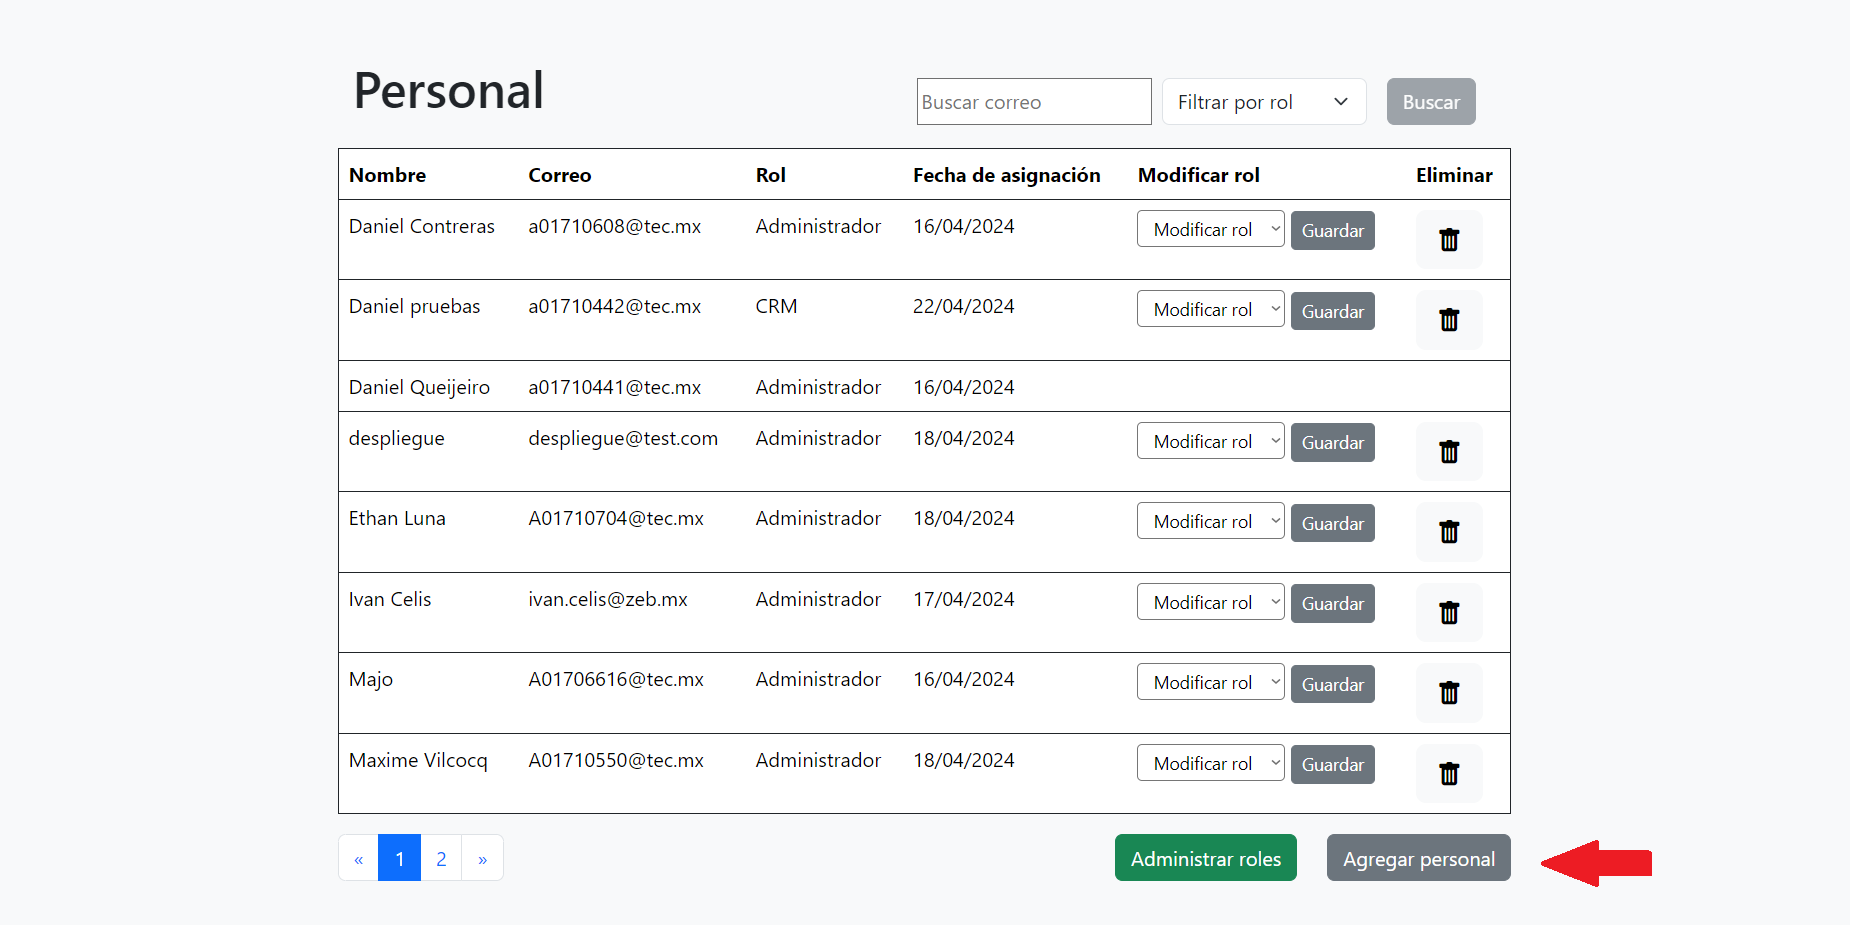 Personal
Buscar correo Filtrar por rol Buscar
Nombre Correo Rol Fecha de asignación Modificar rol Eliminar
Daniel Contreras a01710608@tec.mx Administrador 16/04/2024 Modificar rol Guardar
Daniel pruebas a01710442@tec.mx CRM 22/04/2024 Modificar rol Guardar
Daniel Queijeiro a01710441@tec.mx Administrador 16/04/2024
despliegue despliegue@test.com Administrador 18/04/2024 Modificar rol Guardar
Ethan Luna A01710704@tec.mx Administrador 18/04/2024 Modificar rol Guardar
Ivan Celis ivan.celis@zeb.mx Administrador 17/04/2024 Modificar rol Guardar
Majo A01706616@tec.mx Administrador 16/04/2024 Modificar rol Guardar
Maxime Vilcocq A01710550@tec.mx Administrador 18/04/2024 Modificar rol Guardar
« 1 2 » Administrar roles Agregar personal